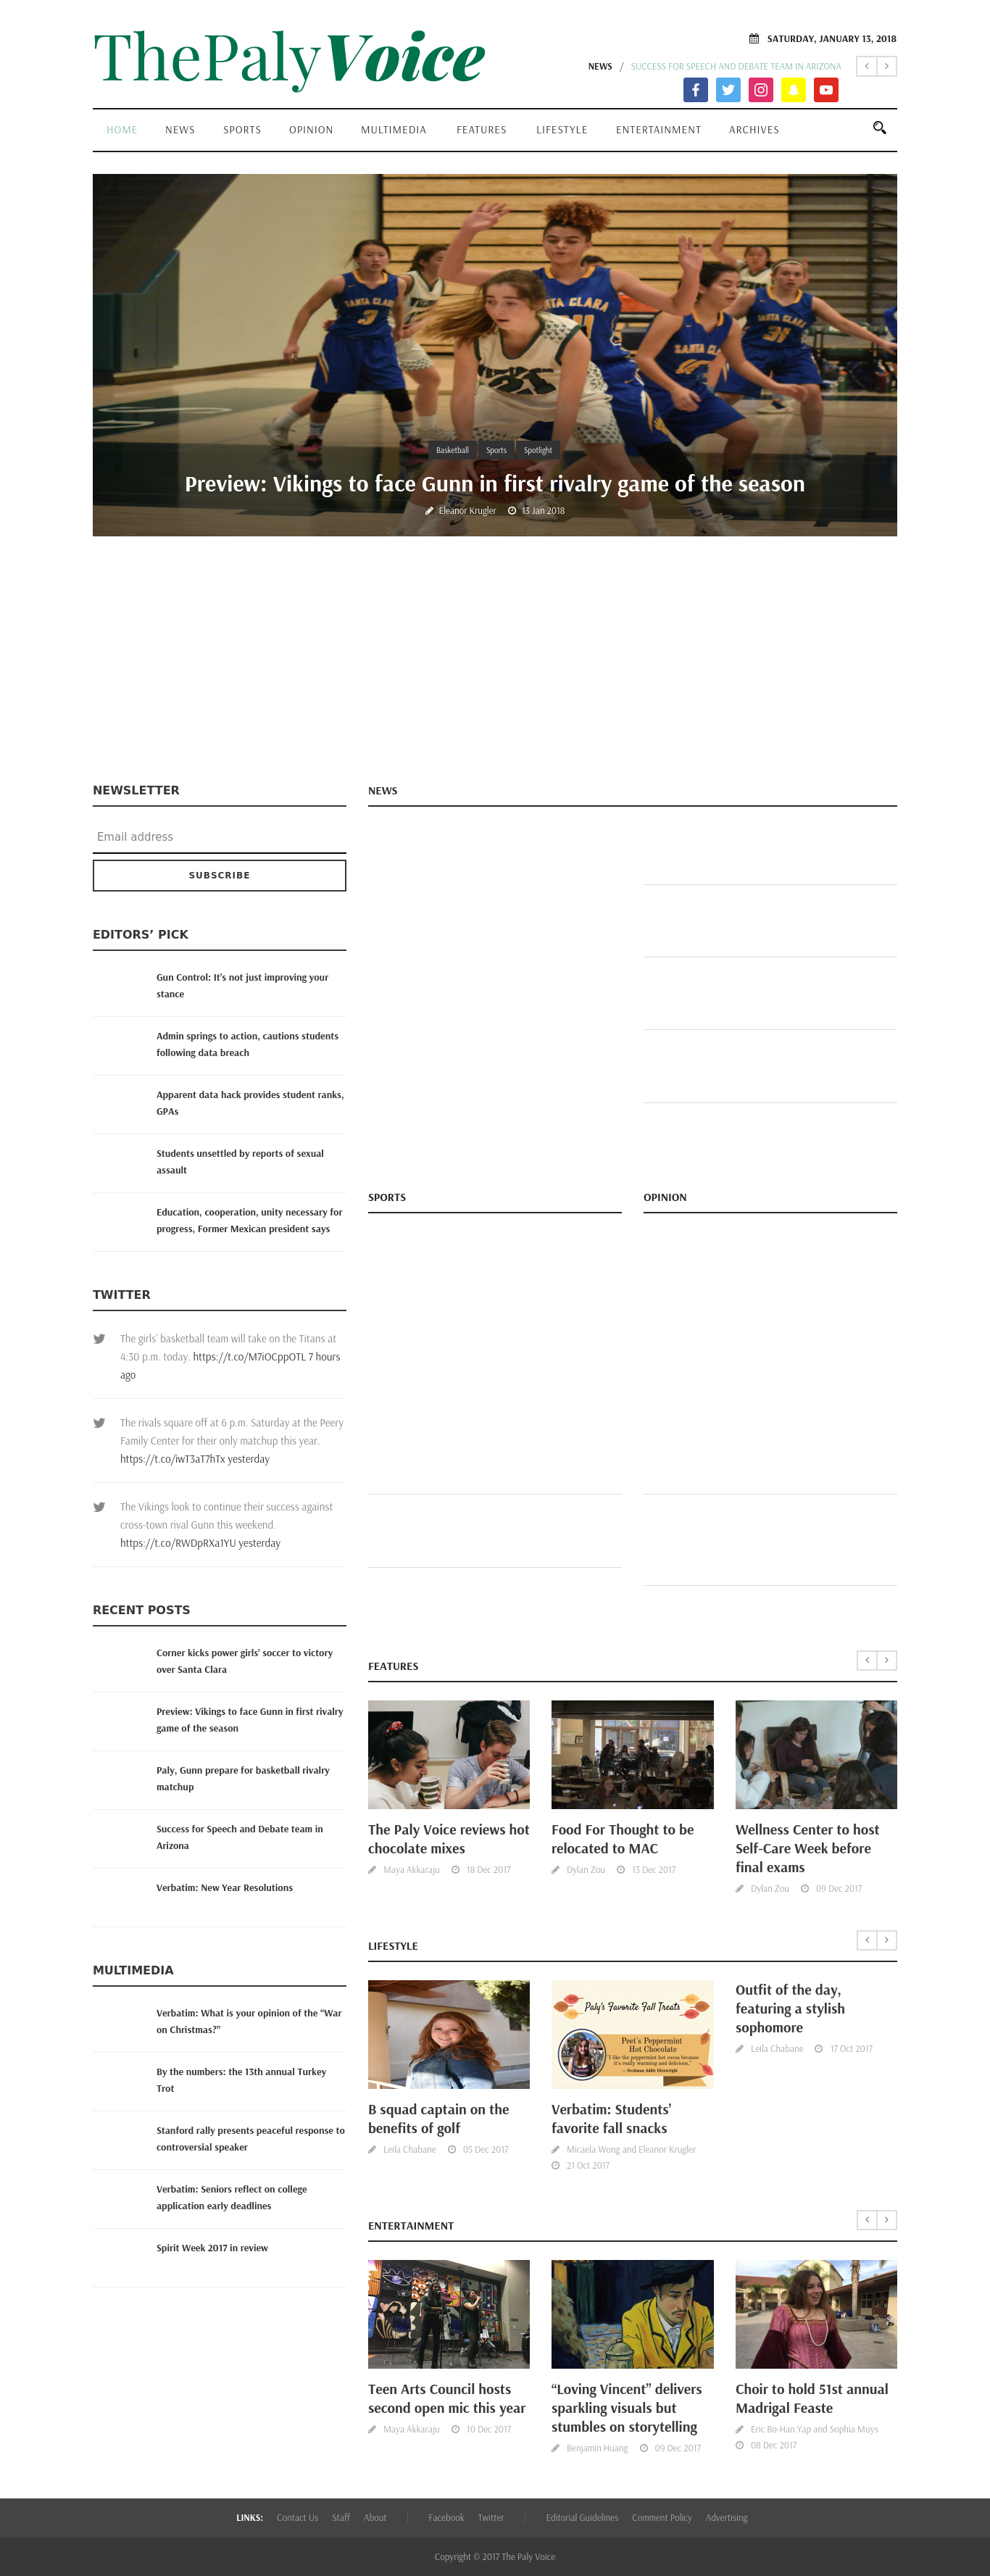 ThePalyVoice
SATURDAY, JANUARY 13, 2018
NEWS / SUCCESS FOR SPEECH AND DEBATE TEAM IN ARIZONA
HOME NEWS SPORTS OPINION MULTIMEDIA FEATURES LIFESTYLE ENTERTAINMENT ARCHIVES
SANTA CLARA
SANTA CLARA
Basketball Sports Spotlight
Preview: Vikings to face Gunn in first rivalry game of the season
Eleanor Krugler 13 Jan 2018
NEWSLETTER
Email address
SUBSCRIBE
EDITORS’ PICK
Gun Control: It’s not just improving your
stance
Admin springs to action, cautions students
following data breach
Apparent data hack provides student ranks,
GPAs
Students unsettled by reports of sexual
assault
Education, cooperation, unity necessary for
progress, Former Mexican president says
TWITTER
The girls' basketball team will take on the Titans at
4:30 p.m. today. https://t.co/M7iOCppOTL 7 hours
ago
The rivals square off at 6 p.m. Saturday at the Peery
Family Center for their only matchup this year.
https://t.co/iwT3aT7hTx yesterday
The Vikings look to continue their success against
cross-town rival Gunn this weekend.
https://t.co/RWDpRXa1YU yesterday
RECENT POSTS
Corner kicks power girls’ soccer to victory
over Santa Clara
Preview: Vikings to face Gunn in first rivalry
game of the season
Paly, Gunn prepare for basketball rivalry
matchup
Success for Speech and Debate team in
Arizona
Verbatim: New Year Resolutions
MULTIMEDIA
Verbatim: What is your opinion of the “War
on Christmas?”
By the numbers: the 13th annual Turkey
Trot
Stanford rally presents peaceful response to
controversial speaker
Verbatim: Seniors reflect on college
application early deadlines
Spirit Week 2017 in review
NEWS
SPORTS
OPINION
FEATURES
The Paly Voice reviews hot
chocolate mixes
Maya Akkaraju 18 Dec 2017
Food For Thought to be
relocated to MAC
Dylan Zou 13 Dec 2017
Wellness Center to host
Self-Care Week before
final exams
Dylan Zou 09 Dec 2017
LIFESTYLE
B squad captain on the
benefits of golf
Leila Chabane 05 Dec 2017
Paly's Favorite Fall Treats
Peet's Peppermint
Hot Chocolate
"I like the peppermint hot cocoa because
it's really warming and delicious."
Verbatim: Students’
favorite fall snacks
Micaela Wong and Eleanor Krugler
21 Oct 2017
Outfit of the day,
featuring a stylish
sophomore
Leila Chabane 17 Oct 2017
ENTERTAINMENT
Teen Arts Council hosts
second open mic this year
Maya Akkaraju 10 Dec 2017
“Loving Vincent” delivers
sparkling visuals but
stumbles on storytelling
Benjamin Huang 09 Dec 2017
Choir to hold 51st annual
Madrigal Feaste
Eric Bo-Han Yap and Sophia Muys
08 Dec 2017
LINKS: Contact Us Staff About Facebook Twitter Editorial Guidelines Comment Policy Advertising
Copyright © 2017 The Paly Voice